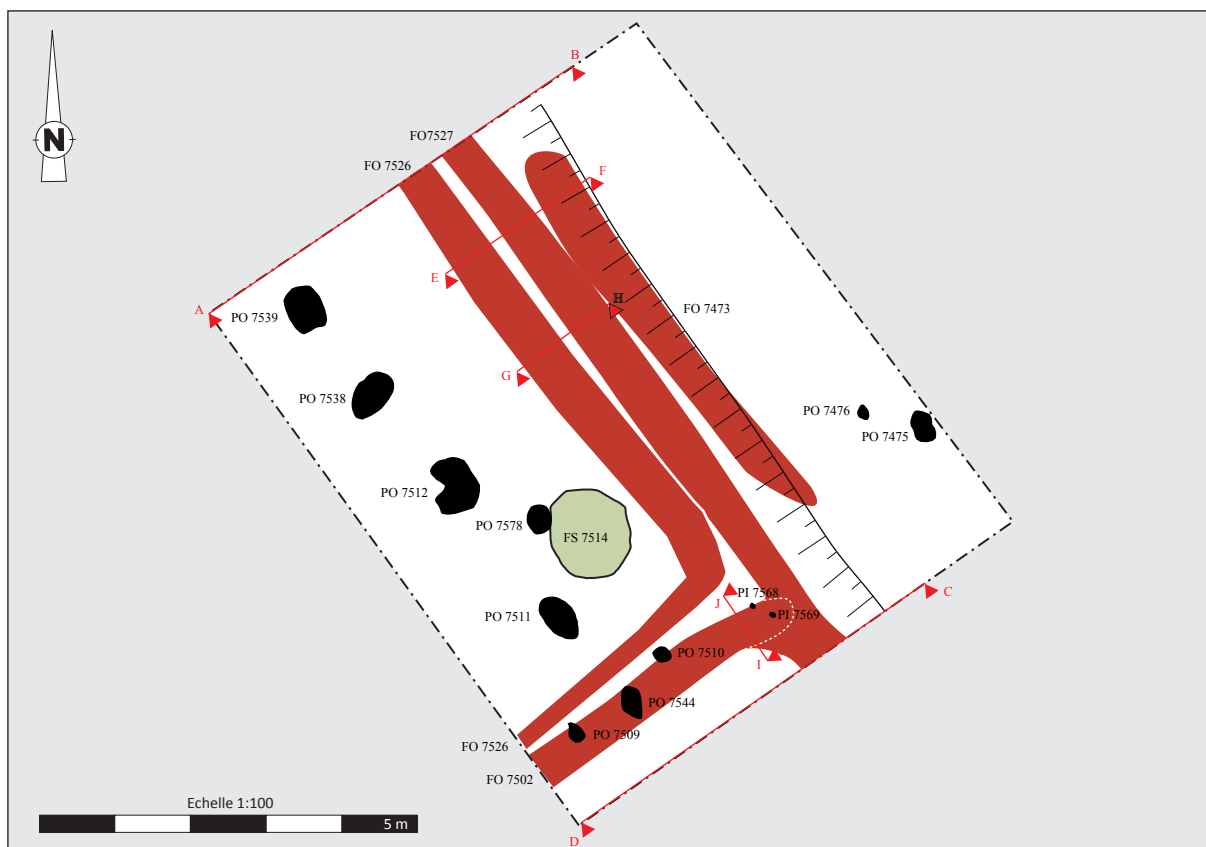 B
N
FO7527
FO 7526
F
E
A
PO 7539
H
FO 7473
G
PO 7538
PO 7476
PO 7475
PO 7512
PO 7578
FS 7514
C
PI 7568
J
PO 7511
PI 7569
PO 7510
I
PO 7544
PO 7509
FO 7526
FO 7502
Echelle 1:100
5 m
D